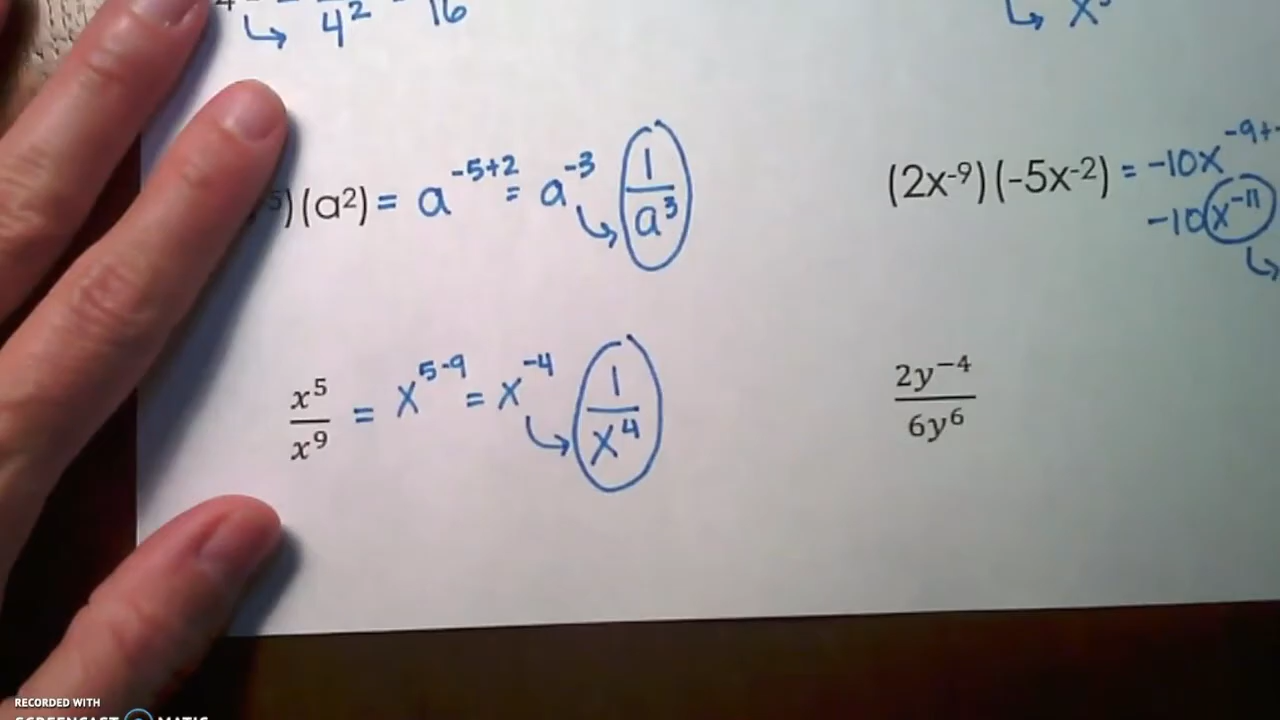 4² 16
x
⁵)(a²) = a⁻⁵⁺² = a⁻³ 1/a³
(2x⁻⁹)(-5x⁻²) = -10x⁻⁹⁺
-10x⁻¹¹
x⁵/x⁹ = x⁵⁻⁹ = x⁻⁴ 1/x⁴
2y⁻⁴/6y⁶
RECORDED WITH